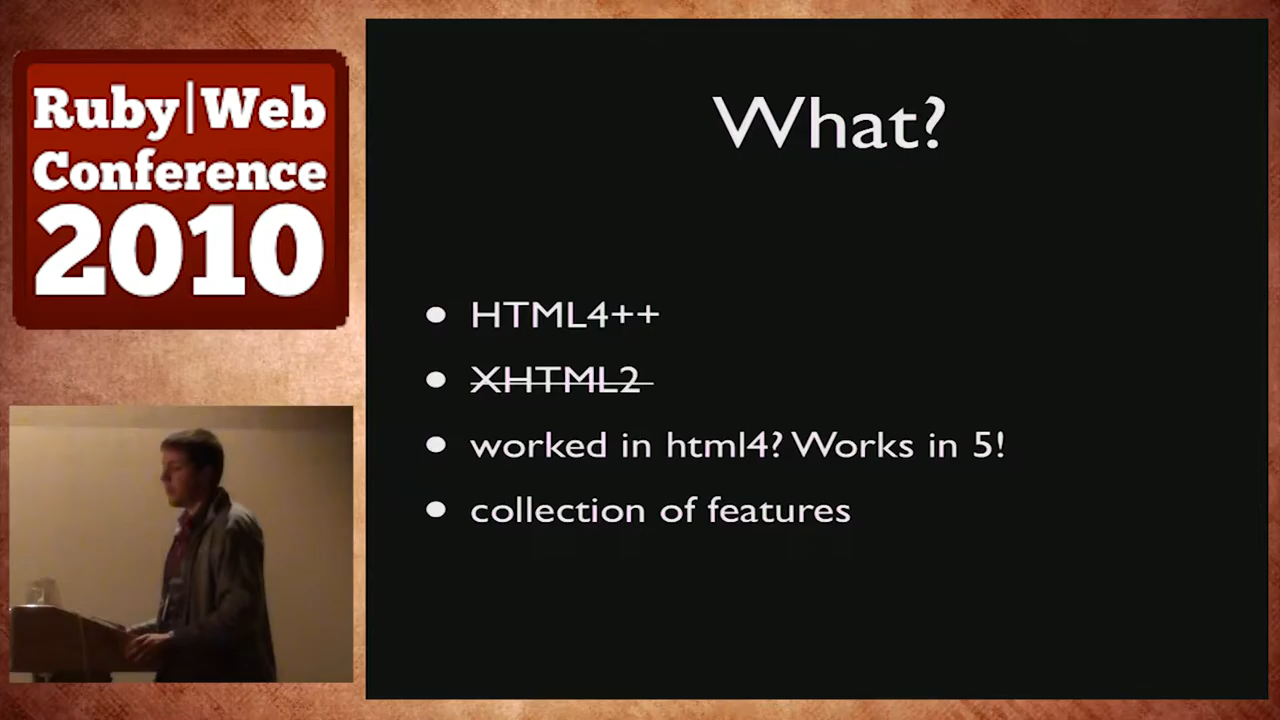 Ruby|Web
Conference
2010
What?
HTML4++
XHTML2
worked in html4? Works in 5!
collection of features